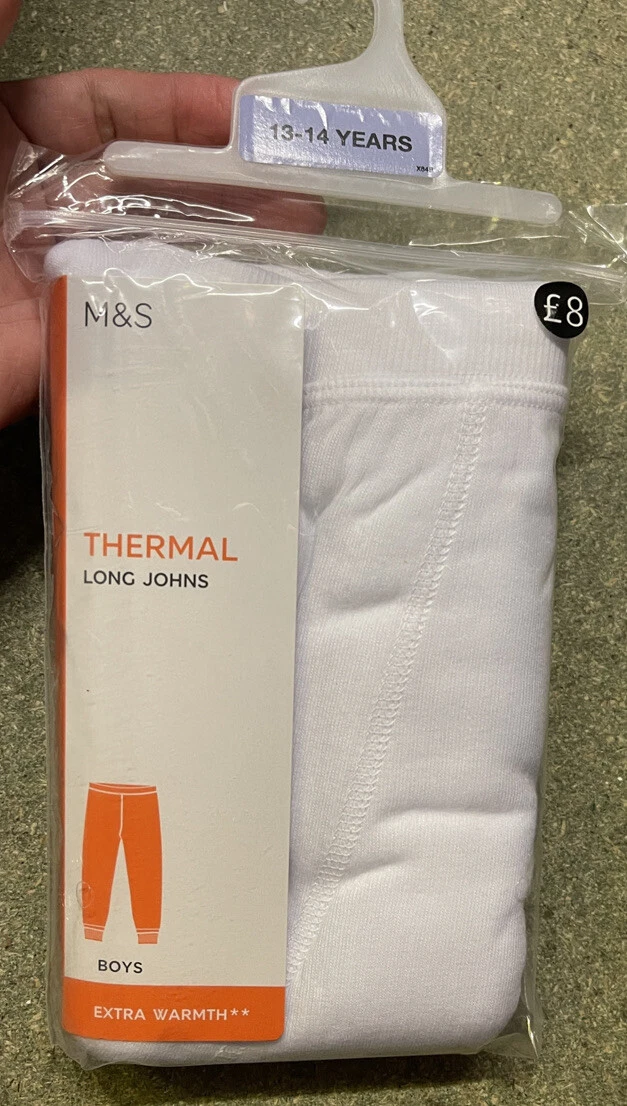 13-14 YEARS
£8
M&S
THERMAL
LONG JOHNS
BOYS
EXTRA WARMTH**